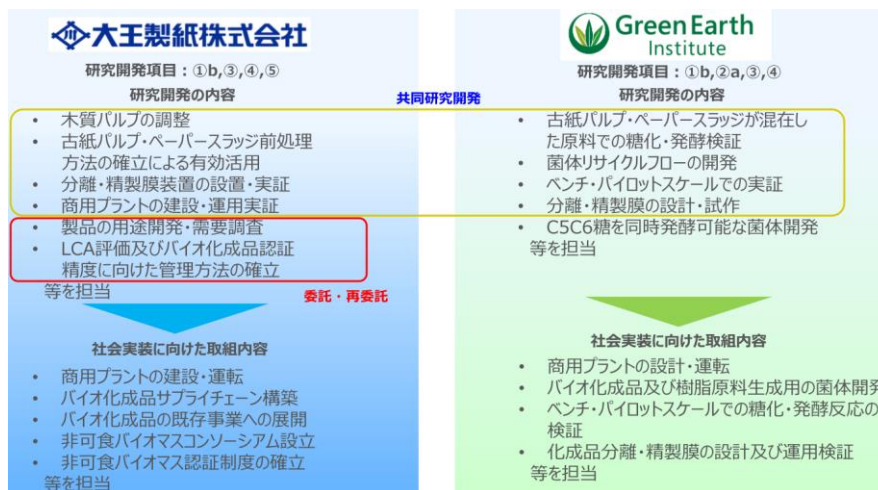 大王製紙株式会社
研究開発項目：①b,③,④,⑤
研究開発の内容
・ 木質パルプの調整
・ 古紙パルプ・ペーパースラッジ前処理
方法の確立による有効活用
・ 分離・精製膜装置の設置・実証
・ 商用プラントの建設・運用実証
・ 製品の用途開発・需要調査
・ LCA評価及びバイオ化成品認証
精度に向けた管理方法の確立
等を担当
共同研究開発
委託・再委託
社会実装に向けた取組内容
・ 商用プラントの建設・運転
・ バイオ化成品サプライチェーン構築
・ バイオ化成品の既存事業への展開
・ 非可食バイオマスコンソーシアム設立
・ 非可食バイオマス認証制度の確立
等を担当
Green Earth
Institute
研究開発項目：①b,②a,③,④
研究開発の内容
・ 古紙パルプ・ペーパースラッジが混在し
た原料での糖化・発酵検証
・ 菌体リサイクルフローの開発
・ ベンチ・パイロットスケールでの実証
・ 分離・精製膜の設計・試作
・ C5C6糖を同時発酵可能な菌体開発
等を担当
社会実装に向けた取組内容
・ 商用プラントの設計・運転
・ バイオ化成品及び樹脂原料生成用の菌体開発
・ ベンチ・パイロットスケールでの糖化・発酵反応の
検証
・ 化成品分離・精製膜の設計及び運用検証
等を担当